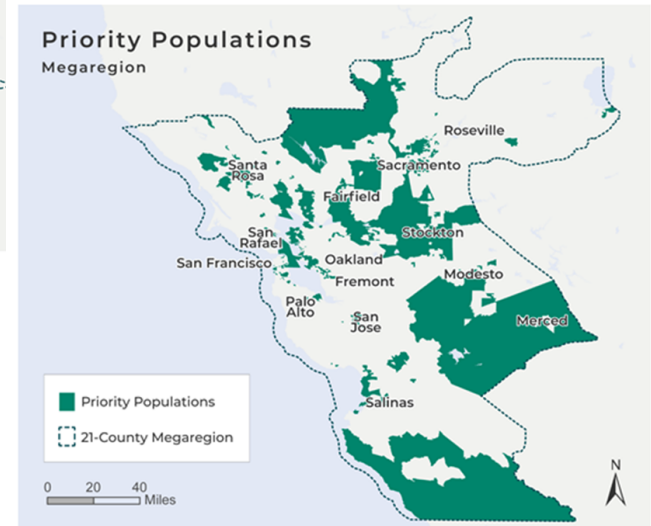 Priority Populations
Megaregion
Roseville
Santa
Rosa
Sacramento
Fairfield
San
Rafael
Stockton
San Francisco
Oakland
Fremont
Modesto
Palo
Alto
San
Jose
Merced
Salinas
Priority Populations
21-County Megaregion
0 20 40
Miles
N